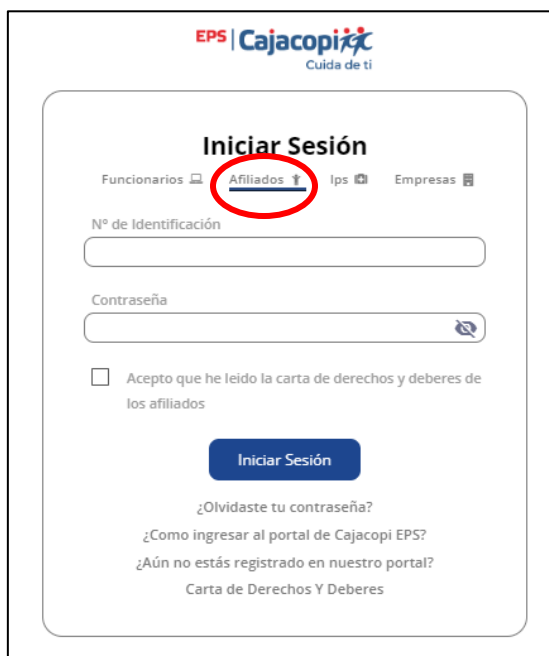 EPS | Cajacopi
Cuida de ti
Iniciar Sesión
Funcionarios Afiliados Ips Empresas
Nº de Identificación
Contraseña
Acepto que he leido la carta de derechos y deberes de
los afiliados
Iniciar Sesión
¿Olvidaste tu contraseña?
¿Como ingresar al portal de Cajacopi EPS?
¿Aún no estás registrado en nuestro portal?
Carta de Derechos Y Deberes